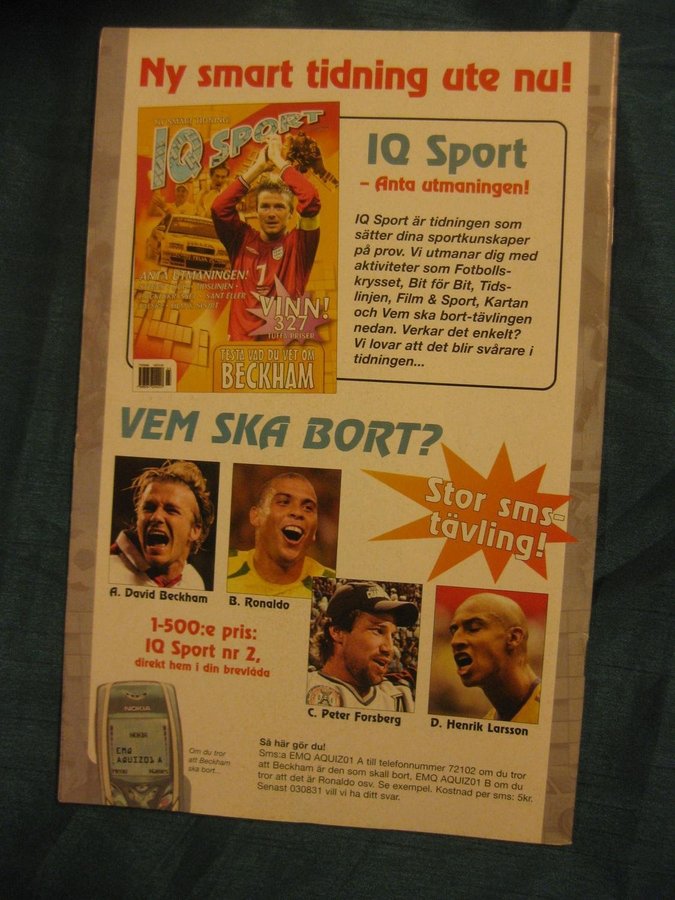 Ny smart tidning ute nu!
NY SMART TIDNING
IQ SPORT
ANTA UTMANINGEN!
VINN!
327
TUFFA PRISER
TESTA VAD DU VET OM
BECKHAM
IQ Sport
– Anta utmaningen!
IQ Sport är tidningen som
sätter dina sportkunskaper
på prov. Vi utmanar dig med
aktiviteter som Fotbolls-
krysset, Bit för Bit, Tids-
linjen, Film & Sport, Kartan
och Vem ska bort-tävlingen
nedan. Verkar det enkelt?
Vi lovar att det blir svårare i
tidningen...
VEM SKA BORT?
Stor sms-
tävling!
A. David Beckham
B. Ronaldo
C. Peter Forsberg
D. Henrik Larsson
1-500:e pris:
IQ Sport nr 2,
direkt hem i din brevlåda
NOKIA
EMQ
AQUIZ01 A
Om du tror
att Beckham
ska bort...
Så här gör du!
Sms:a EMQ AQUIZ01 A till telefonnummer 72102 om du tror
att Beckham är den som skall bort, EMQ AQUIZ01 B om du
tror att det är Ronaldo osv. Se exempel. Kostnad per sms: 5kr.
Senast 030831 vill vi ha ditt svar.